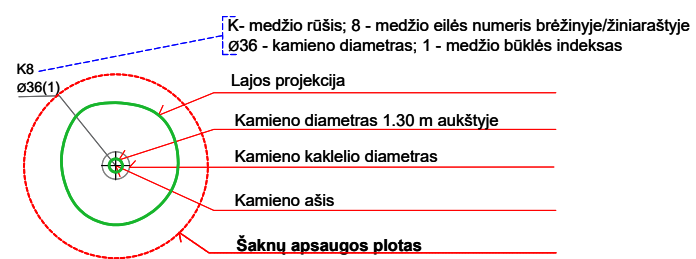 K- medžio rūšis; 8 - medžio eilės numeris brėžinyje/žiniaraštyje
ø36 - kamieno diametras; 1 - medžio būklės indeksas
K8
ø36(1)
Lajos projekcija
Kamieno diametras 1.30 m aukštyje
Kamieno kaklelio diametras
Kamieno ašis
Šaknų apsaugos plotas